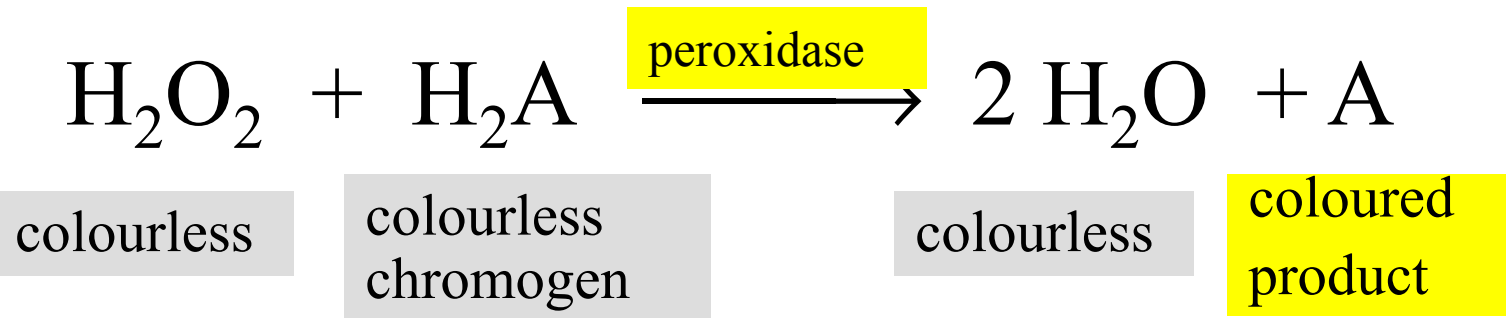 peroxidase
H₂O₂ + H₂A → 2 H₂O + A
colourless
colourless
chromogen
colourless
coloured
product